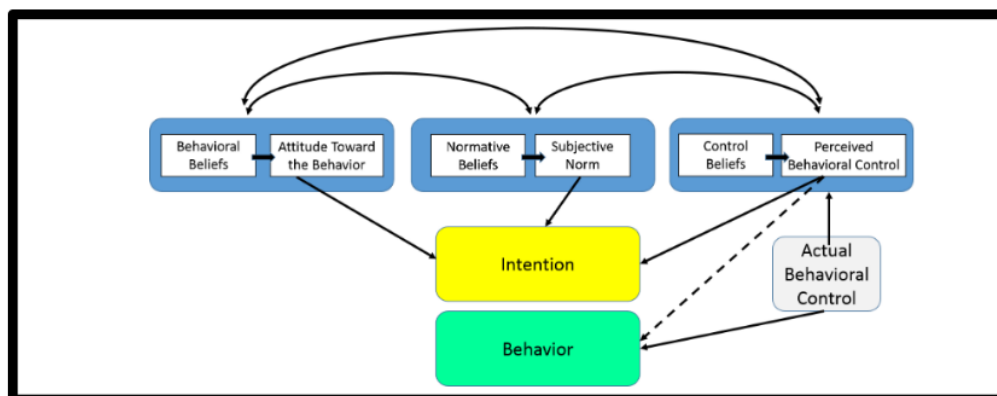 Behavioral
Beliefs
Attitude Toward
the Behavior
Normative
Beliefs
Subjective
Norm
Control
Beliefs
Perceived
Behavioral Control
Intention
Actual
Behavioral
Control
Behavior